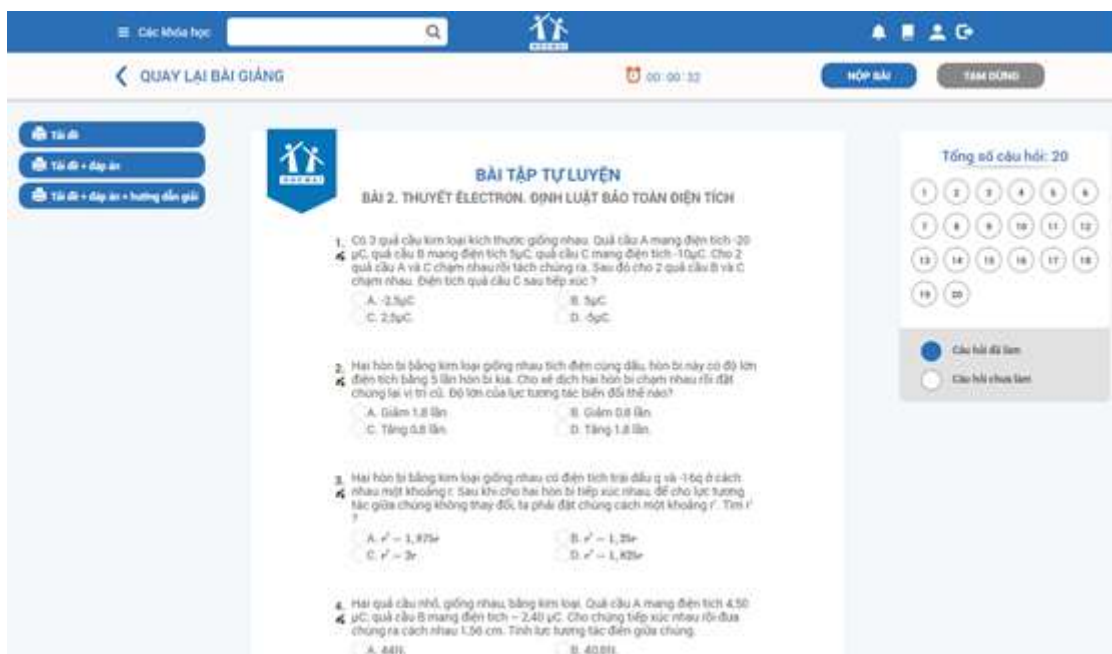 Các khóa học
HOCMAI
QUAY LẠI BÀI GIẢNG
00:00:32
NỘP BÀI
TẠM DỪNG
Tải đề
Tải đề + đáp án
Tải đề + đáp án + hướng dẫn giải
HOCMAI
BÀI TẬP TỰ LUYỆN
BÀI 2. THUYẾT ÊLECTRON. ĐỊNH LUẬT BẢO TOÀN ĐIỆN TÍCH
1. Có 3 quả cầu kim loại kích thước giống nhau. Quả cầu A mang điện tích -20
μC, quả cầu B mang điện tích 5μC, quả cầu C mang điện tích -10μC. Cho 2
quả cầu A và C chạm nhau rồi tách chúng ra. Sau đó cho 2 quả cầu B và C
chạm nhau. Điện tích quả cầu C sau tiếp xúc ?
A. -2,5μC B. 5μC
C. 2,5μC D. -5μC
2. Hai hòn bi bằng kim loại giống nhau tích điện cùng dấu, hòn bi này có độ lớn
điện tích bằng 5 lần hòn bi kia. Cho xê dịch hai hòn bi chạm nhau rồi đặt
chúng lại vị trí cũ. Độ lớn của lực tương tác biến đổi thế nào?
A. Giảm 1,8 lần. B. Giảm 0,8 lần.
C. Tăng 0,8 lần. D. Tăng 1,8 lần.
3. Hai hòn bi bằng kim loại giống nhau có điện tích trái dấu q và -16q ở cách
nhau một khoảng r. Sau khi cho hai hòn bi tiếp xúc nhau, để cho lực tương
tác giữa chúng không thay đổi, ta phải đặt chúng cách một khoảng r'. Tìm r'
?
A. r' = 1,875r B. r' = 1,25r
C. r' = 2r D. r' = 1,825r
4. Hai quả cầu nhỏ, giống nhau, bằng kim loại. Quả cầu A mang điện tích 4,50
μC; quả cầu B mang điện tích – 2,40 μC. Cho chúng tiếp xúc nhau rồi đưa
chúng ra cách nhau 1,56 cm. Tính lực tương tác điện giữa chúng.
A. 44N. B. 40,8N.
Tổng số câu hỏi: 20
1 2 3 4 5 6
7 8 9 10 11 12
13 14 15 16 17 18
19 20
Câu hỏi đã làm
Câu hỏi chưa làm